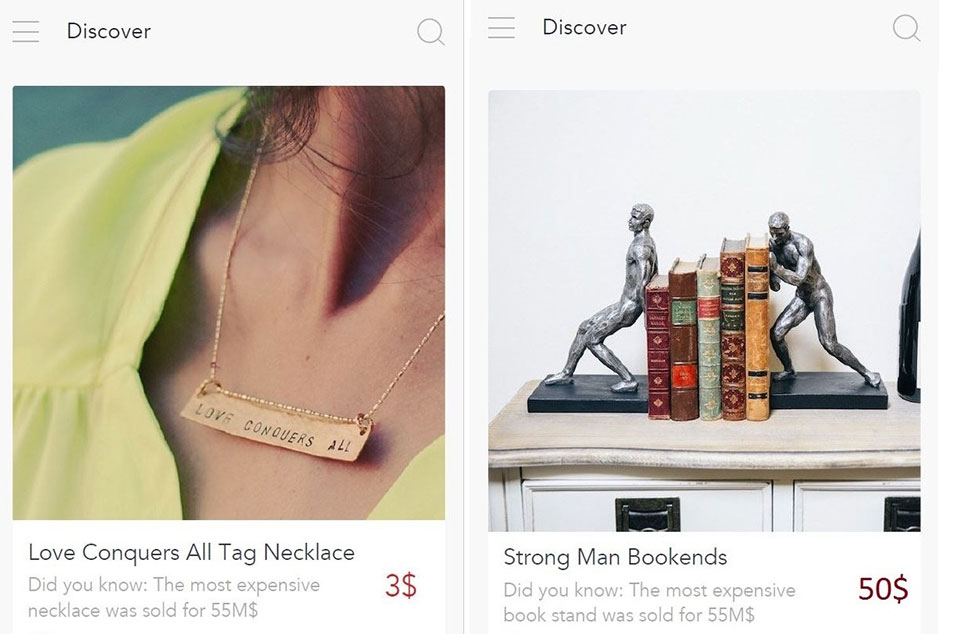 Discover
LOVE CONQUERS ALL
Love Conquers All Tag Necklace
Did you know: The most expensive
necklace was sold for 55M$
3$
Discover
Strong Man Bookends
Did you know: The most expensive
book stand was sold for 55M$
50$